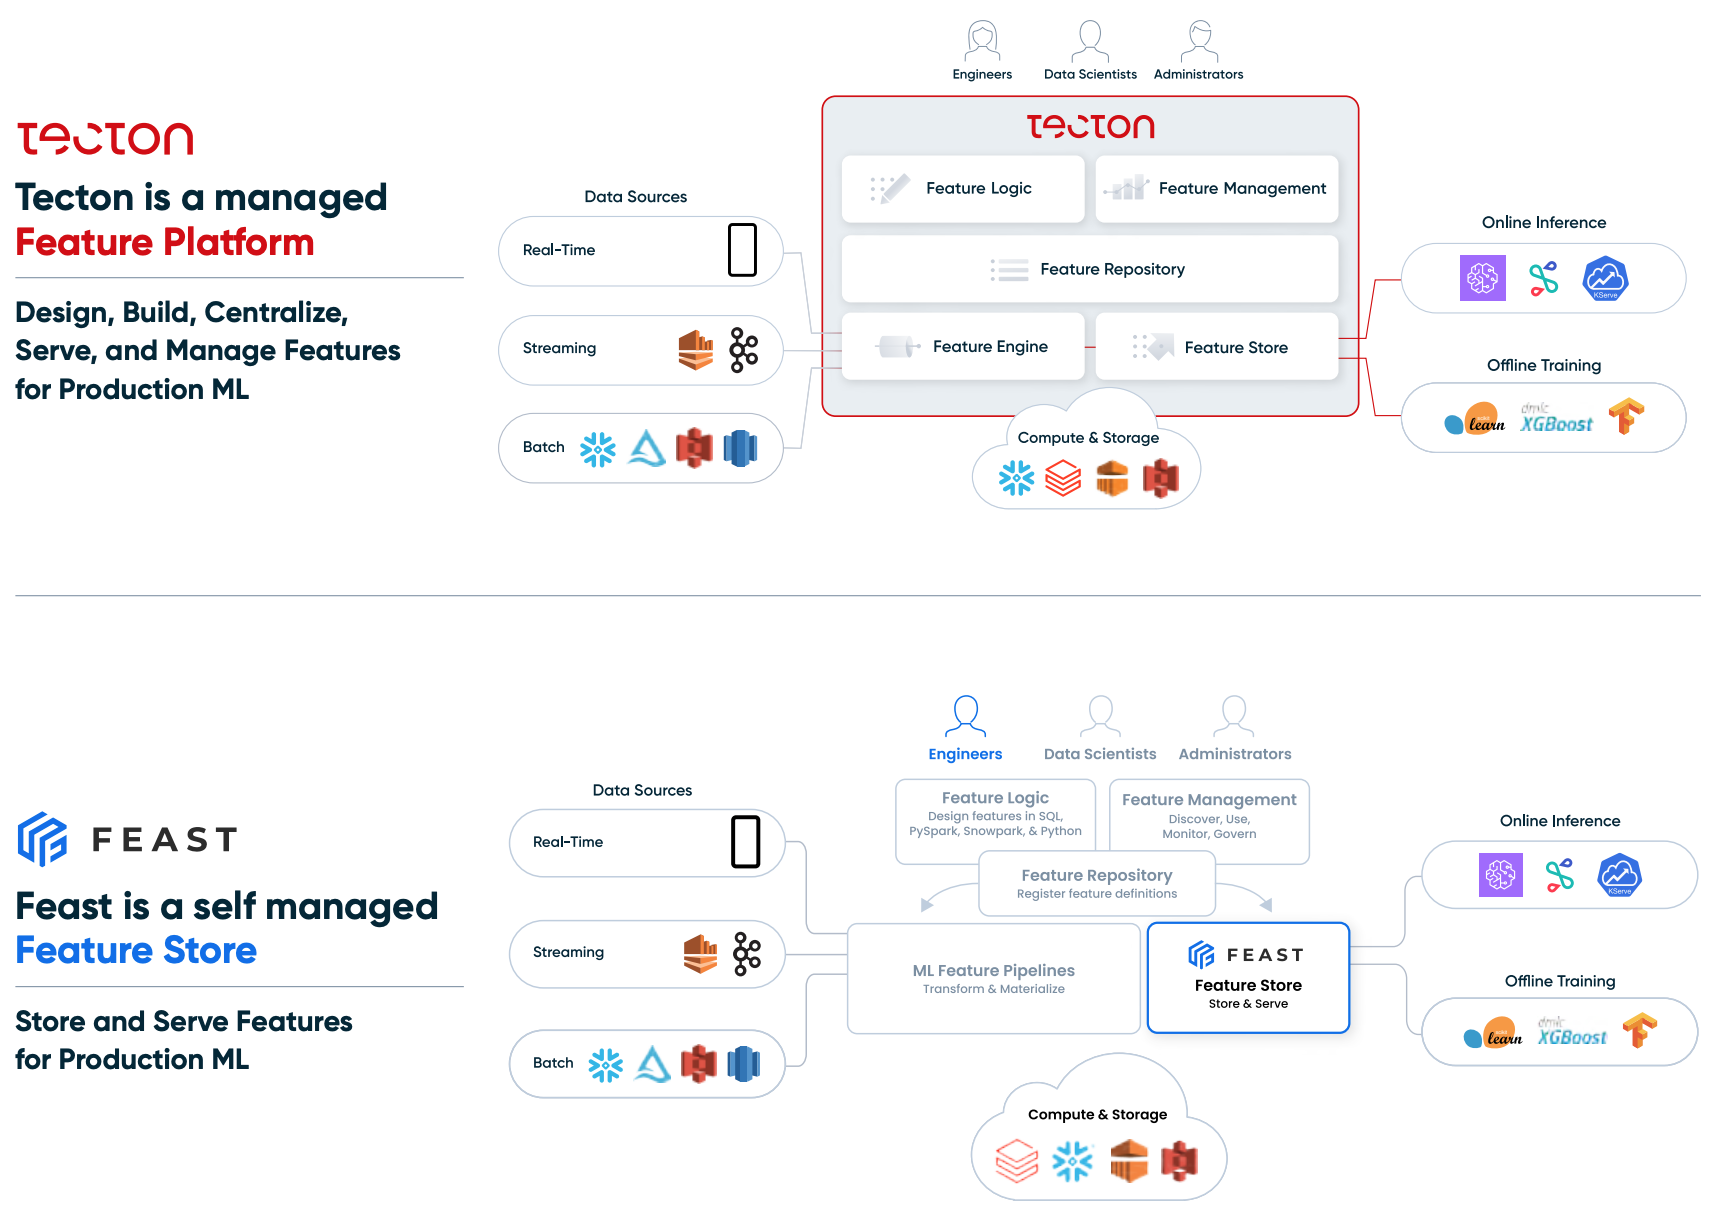 Engineers
Data Scientists
Administrators
tecton
Tecton is a managed
Feature Platform
Design, Build, Centralize,
Serve, and Manage Features
for Production ML
Data Sources
Real-Time
Streaming
Batch
tecton
Feature Logic
Feature Management
Feature Repository
Feature Engine
Feature Store
Compute & Storage
Online Inference
KServe
Offline Training
scikit
learn
dmlc
XGBoost
Engineers
Data Scientists
Administrators
FEAST
Feast is a self managed
Feature Store
Store and Serve Features
for Production ML
Data Sources
Real-Time
Streaming
Batch
Feature Logic
Design features in SQL,
PySpark, Snowpark, & Python
Feature Management
Discover, Use,
Monitor, Govern
Feature Repository
Register feature definitions
ML Feature Pipelines
Transform & Materialize
FEAST
Feature Store
Store & Serve
Compute & Storage
Online Inference
KServe
Offline Training
scikit
learn
dmlc
XGBoost